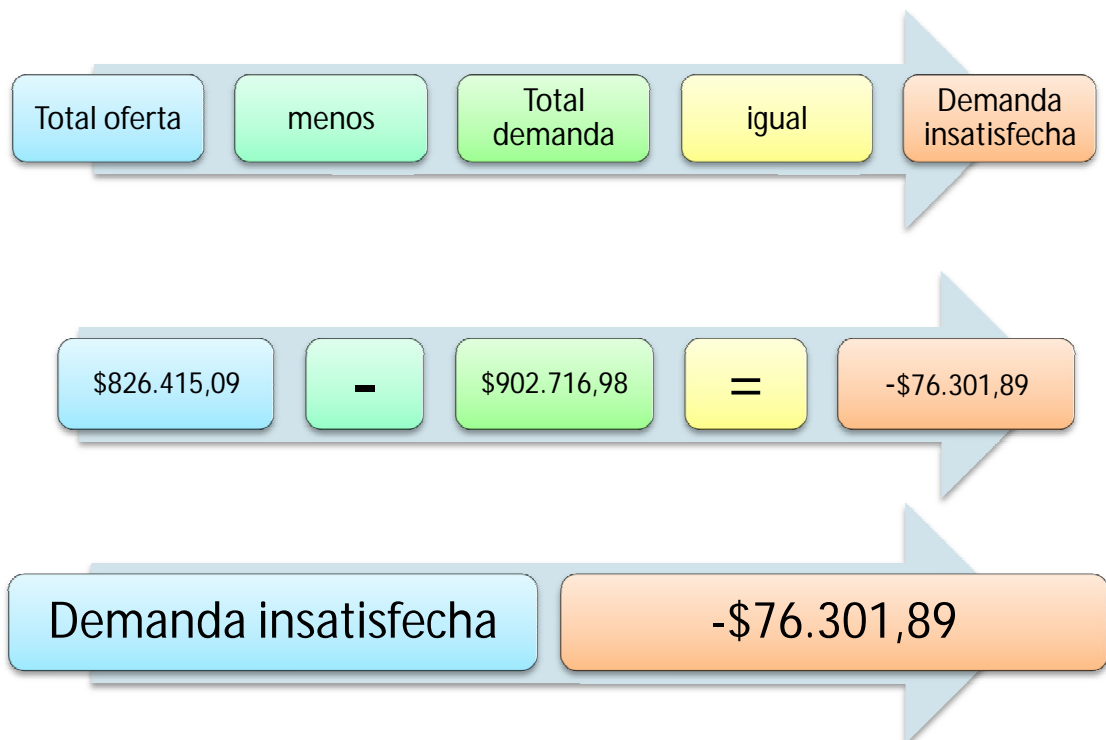 Total oferta
menos
Total
demanda
igual
Demanda
insatisfecha
$826.415,09
-
$902.716,98
=
-$76.301,89
Demanda insatisfecha
-$76.301,89